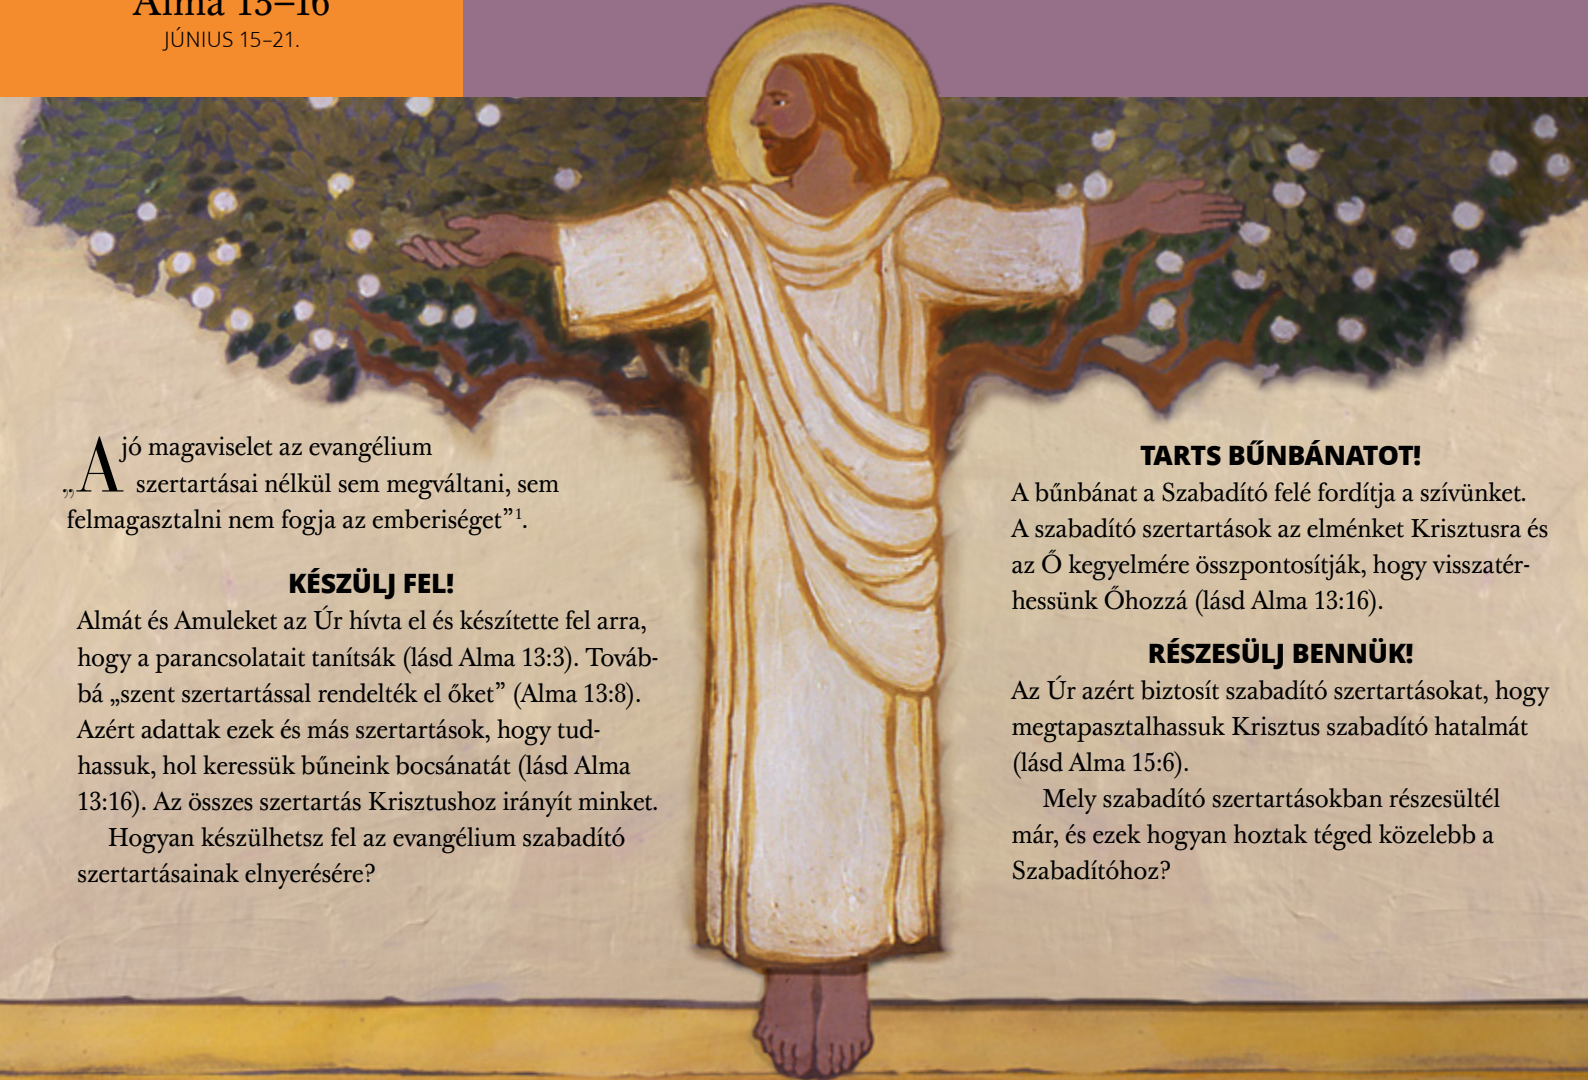 Alma 13–16
JÚNIUS 15–21.
„A jó magaviselet az evangélium
szertartásai nélkül sem megváltani, sem
felmagasztalni nem fogja az emberiséget”¹.
KÉSZÜLJ FEL!
Almát és Amuleket az Úr hívta el és készítette fel arra,
hogy a parancsolatait tanítsák (lásd Alma 13:3). Továb-
bá „szent szertartással rendelték el őket” (Alma 13:8).
Azért adattak ezek és más szertartások, hogy tud-
hassuk, hol keressük bűneink bocsánatát (lásd Alma
13:16). Az összes szertartás Krisztushoz irányít minket.
Hogyan készülhetsz fel az evangélium szabadító
szertartásainak elnyerésére?
TARTS BŰNBÁNATOT!
A bűnbánat a Szabadító felé fordítja a szívünket.
A szabadító szertartások az elménket Krisztusra és
az Ő kegyelmére összpontosítják, hogy visszatér-
hessünk Őhozzá (lásd Alma 13:16).
RÉSZESÜLJ BENNÜK!
Az Úr azért biztosít szabadító szertartásokat, hogy
megtapasztalhassuk Krisztus szabadító hatalmát
(lásd Alma 15:6).
Mely szabadító szertartásokban részesültél
már, és ezek hogyan hoztak téged közelebb a
Szabadítóhoz?